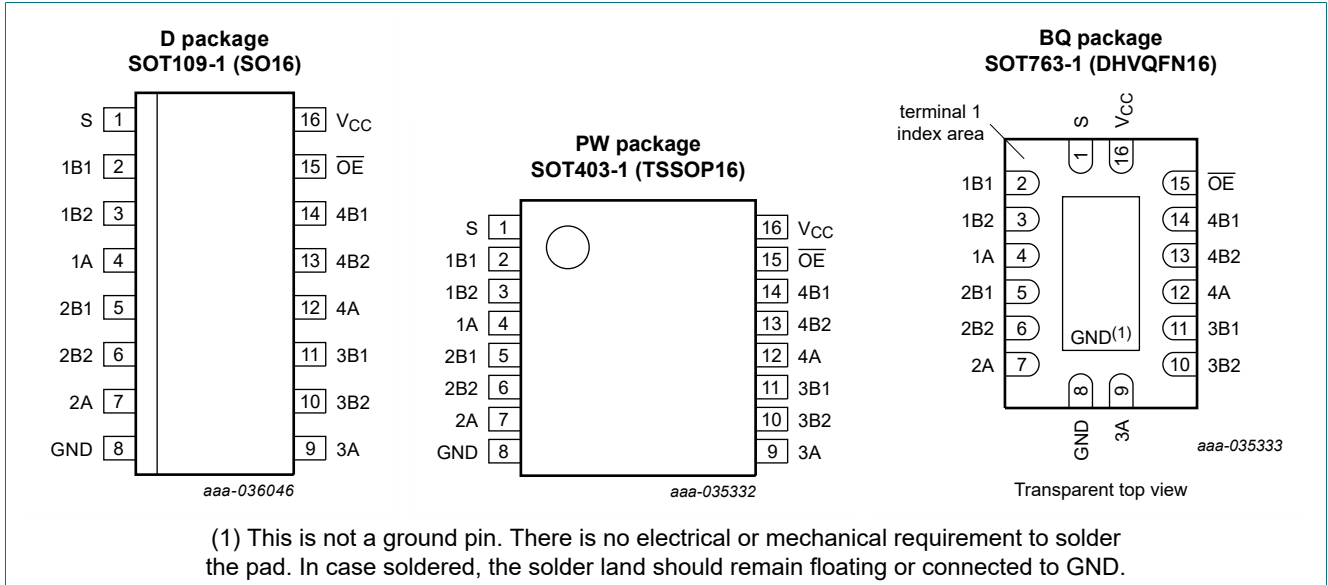 D package
SOT109-1 (SO16)
S 1
16 VCC
1B1 2
15 OE
1B2 3
14 4B1
1A 4
13 4B2
2B1 5
12 4A
2B2 6
11 3B1
2A 7
10 3B2
GND 8
9 3A
aaa-036046
PW package
SOT403-1 (TSSOP16)
S 1
16 VCC
1B1 2
15 OE
1B2 3
14 4B1
1A 4
13 4B2
2B1 5
12 4A
2B2 6
11 3B1
2A 7
10 3B2
GND 8
9 3A
aaa-035332
BQ package
SOT763-1 (DHVQFN16)
terminal 1
index area
S
VCC
1
16
1B1 2
15 OE
1B2 3
14 4B1
1A 4
13 4B2
2B1 5
12 4A
2B2 6
11 3B1
GND(1)
2A 7
10 3B2
8
9
GND
3A
aaa-035333
Transparent top view
(1) This is not a ground pin. There is no electrical or mechanical requirement to solder
the pad. In case soldered, the solder land should remain floating or connected to GND.